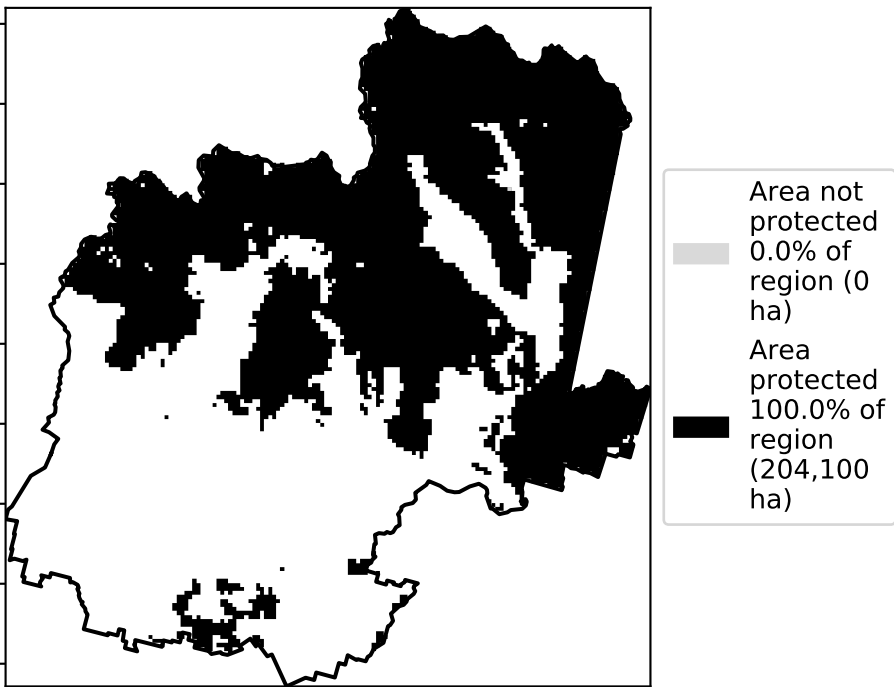 Area not
protected
0.0% of
region (0
ha)
Area
protected
100.0% of
region
(204,100
ha)